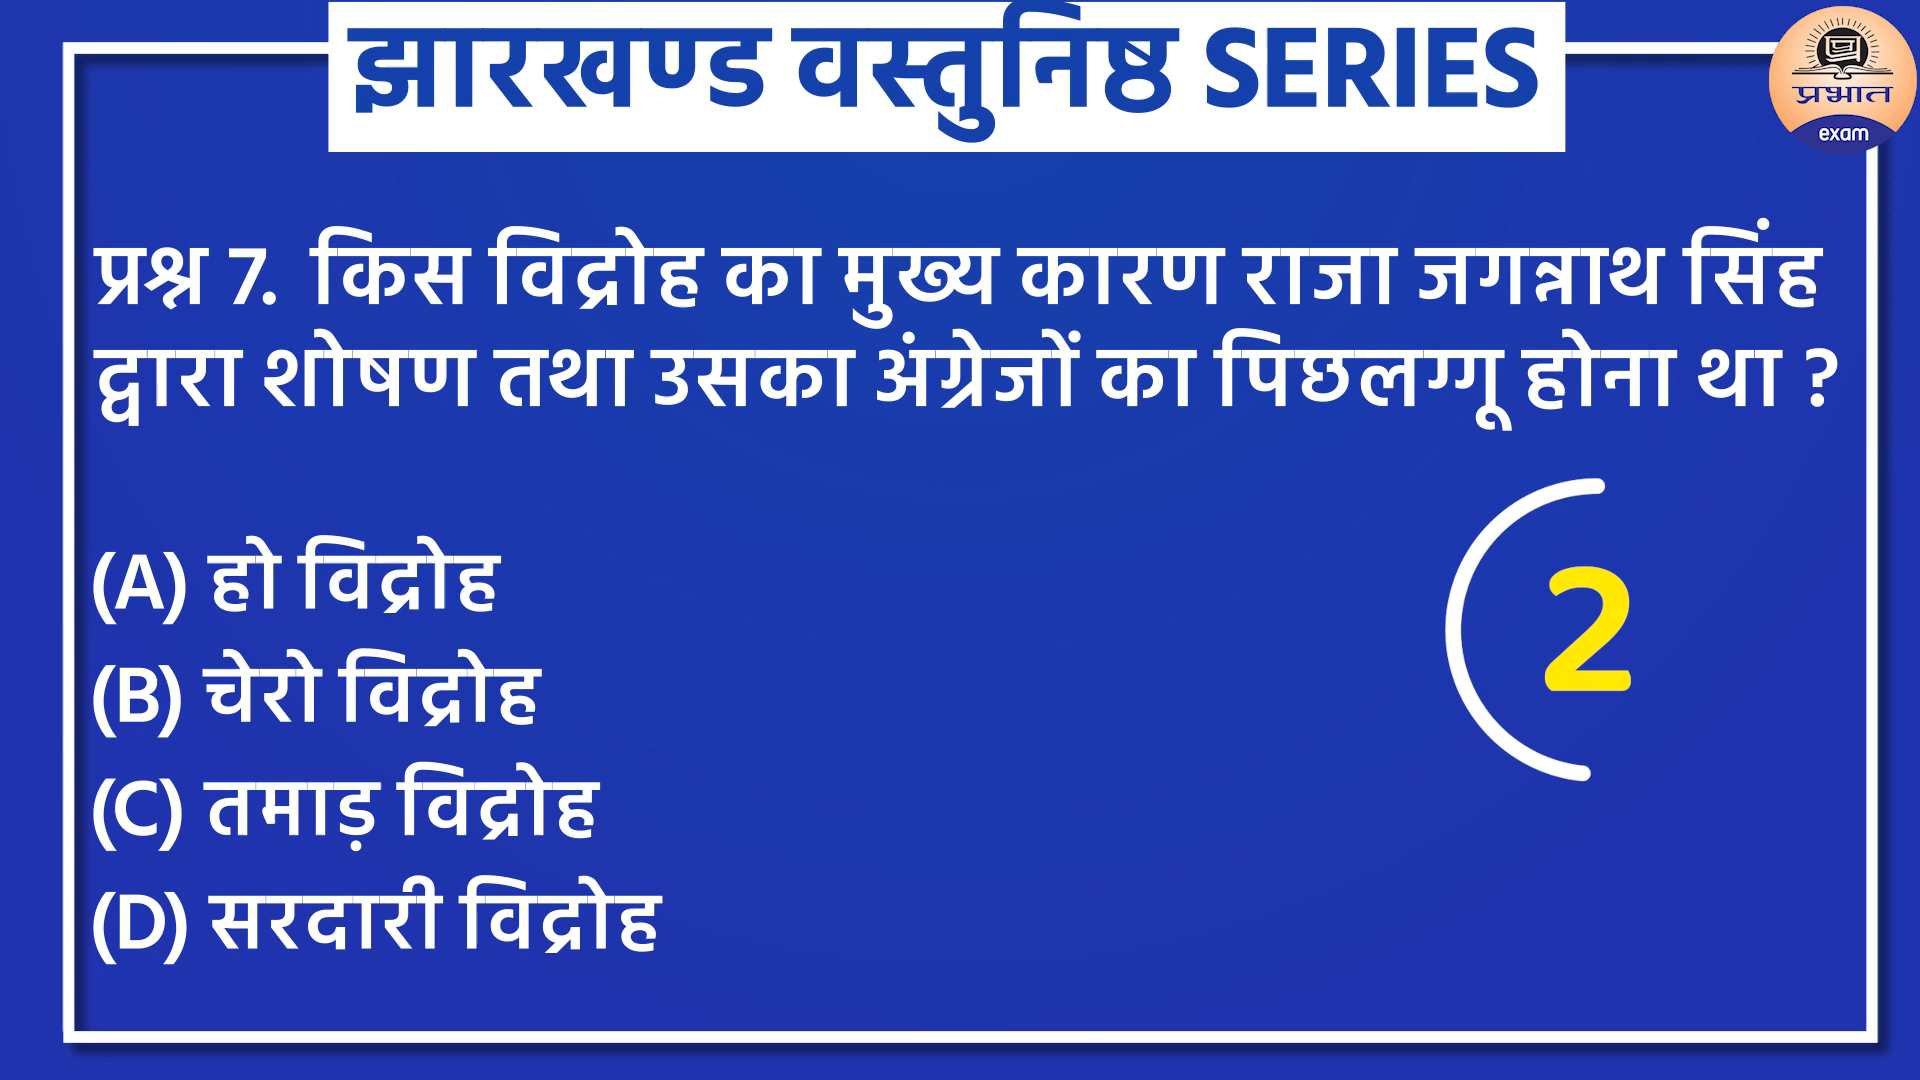 झारखण्ड वस्तुनिष्ठ SERIES
प्रभात
exam
प्रश्न 7. किस विद्रोह का मुख्य कारण राजा जगन्नाथ सिंह
द्वारा शोषण तथा उसका अंग्रेजों का पिछलग्गू होना था ?
(A) हो विद्रोह
(B) चेरो विद्रोह
(C) तमाड़ विद्रोह
(D) सरदारी विद्रोह
2